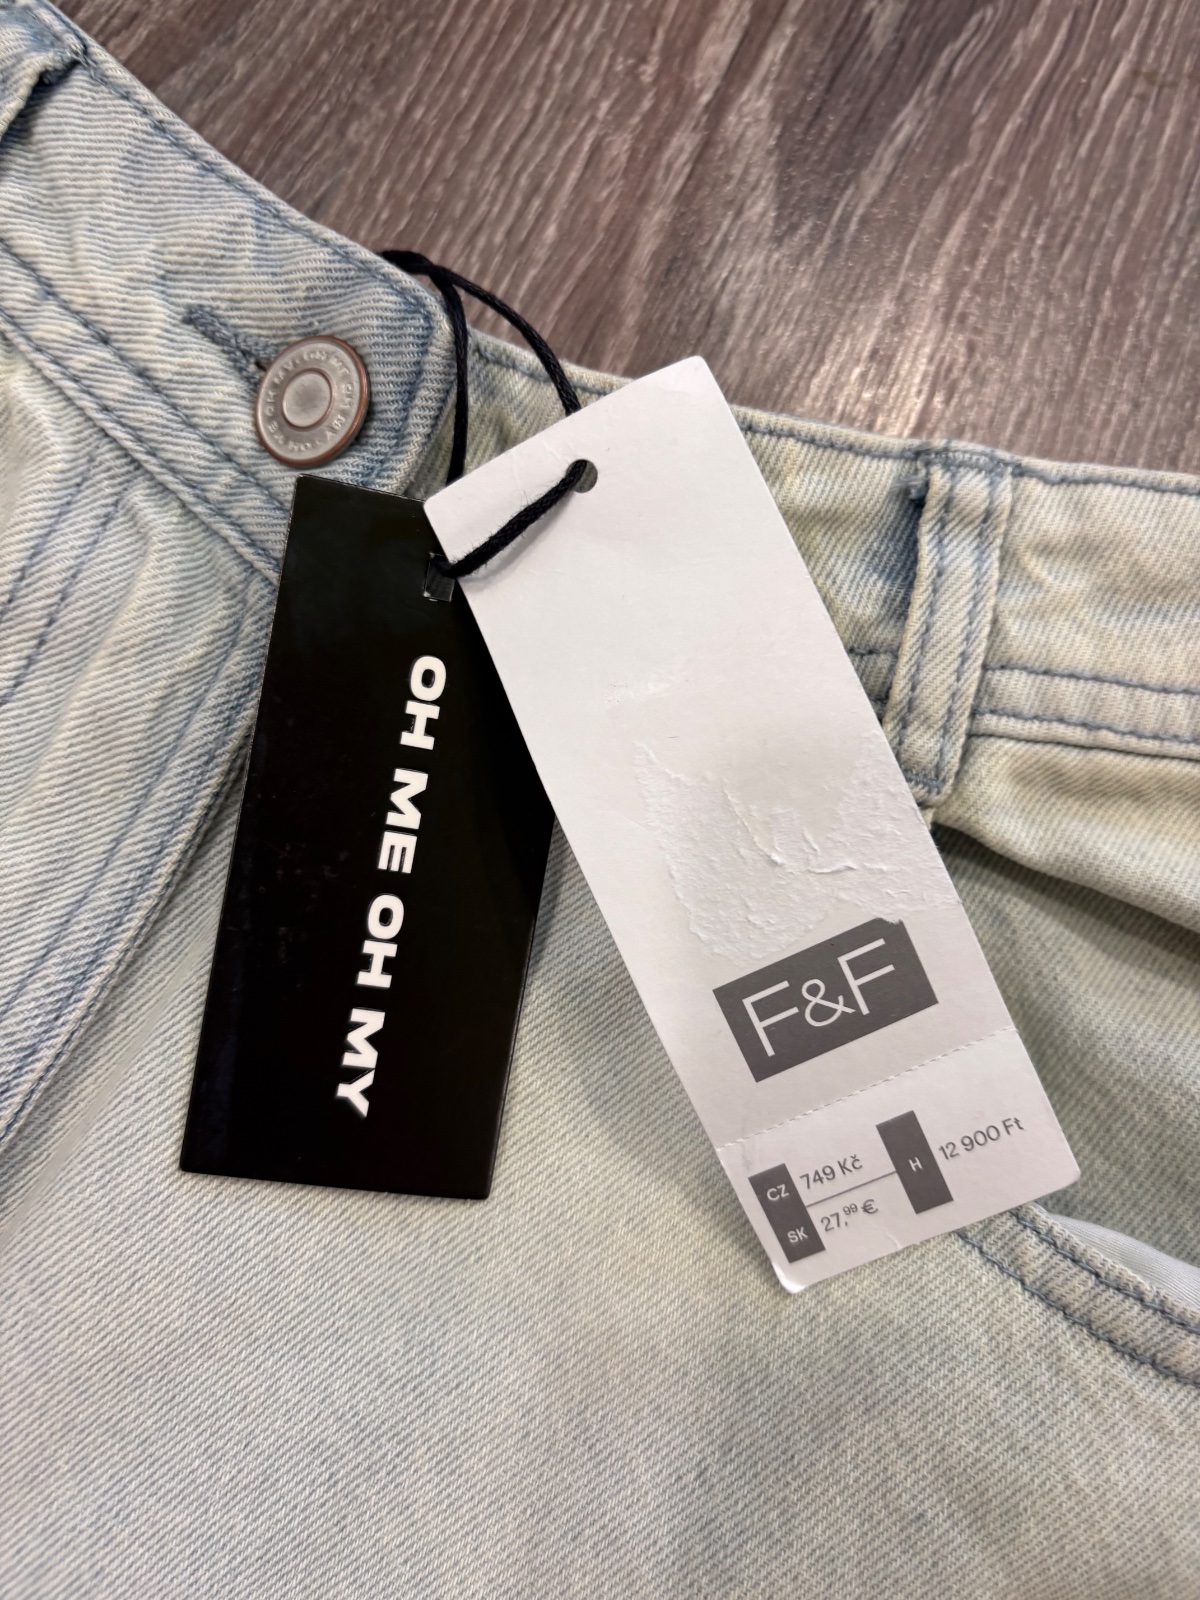 OH ME OH MY
F&F
CZ 749 Kč
SK 27,99 €
H 12 900 Ft